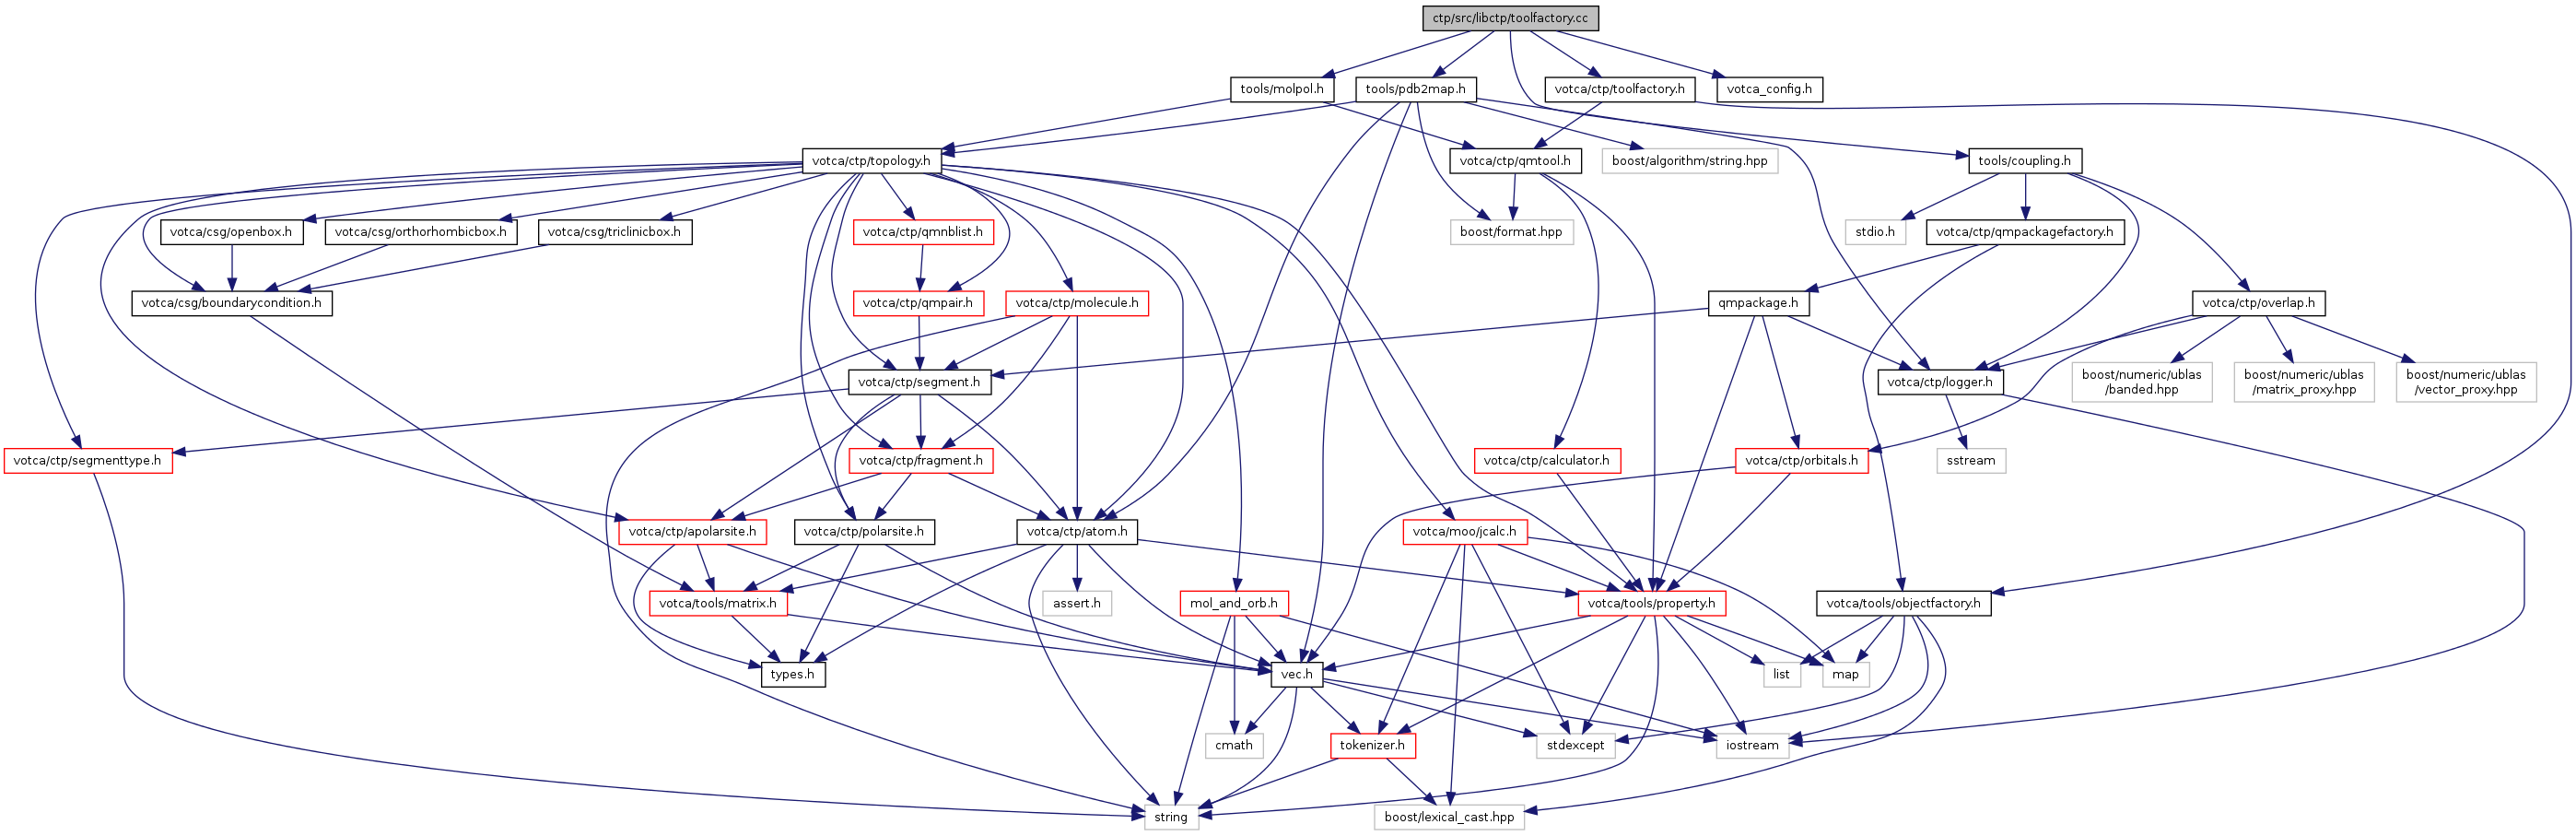 ctp/src/libctp/toolfactory.cc
tools/molpol.h
tools/pdb2map.h
votca/ctp/toolfactory.h
votca_config.h
votca/ctp/topology.h
votca/ctp/qmtool.h
boost/algorithm/string.hpp
tools/coupling.h
votca/csg/openbox.h
votca/csg/orthorhombicbox.h
votca/csg/triclinicbox.h
votca/ctp/qmnblist.h
boost/format.hpp
stdio.h
votca/ctp/qmpackagefactory.h
votca/csg/boundarycondition.h
votca/ctp/qmpair.h
votca/ctp/molecule.h
qmpackage.h
votca/ctp/overlap.h
votca/ctp/segment.h
votca/ctp/logger.h
boost/numeric/ublas
/banded.hpp
boost/numeric/ublas
/matrix_proxy.hpp
boost/numeric/ublas
/vector_proxy.hpp
votca/ctp/segmenttype.h
votca/ctp/fragment.h
votca/ctp/calculator.h
votca/ctp/orbitals.h
sstream
votca/ctp/apolarsite.h
votca/ctp/polarsite.h
votca/ctp/atom.h
votca/moo/jcalc.h
votca/tools/matrix.h
assert.h
mol_and_orb.h
votca/tools/property.h
votca/tools/objectfactory.h
types.h
vec.h
list
map
cmath
tokenizer.h
stdexcept
iostream
string
boost/lexical_cast.hpp